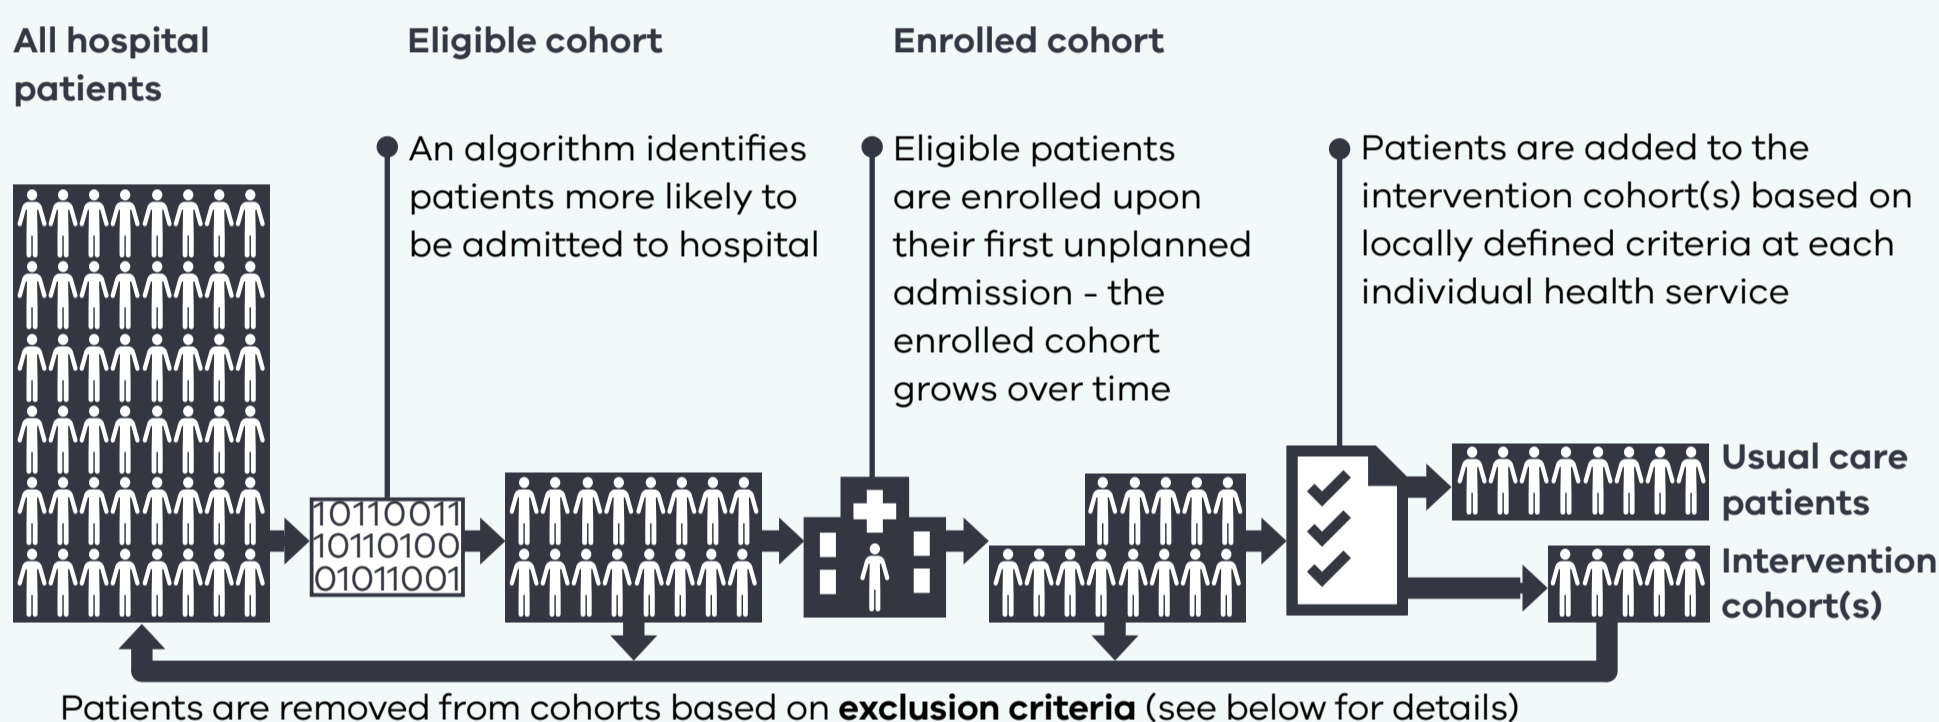 All hospital
patients
Eligible cohort
Enrolled cohort
An algorithm identifies
patients more likely to
be admitted to hospital
Eligible patients
are enrolled upon
their first unplanned
admission - the
enrolled cohort
grows over time
Patients are added to the
intervention cohort(s) based on
locally defined criteria at each
individual health service
10110011
10110100
01011001
Usual care
patients
Intervention
cohort(s)
Patients are removed from cohorts based on exclusion criteria (see below for details)